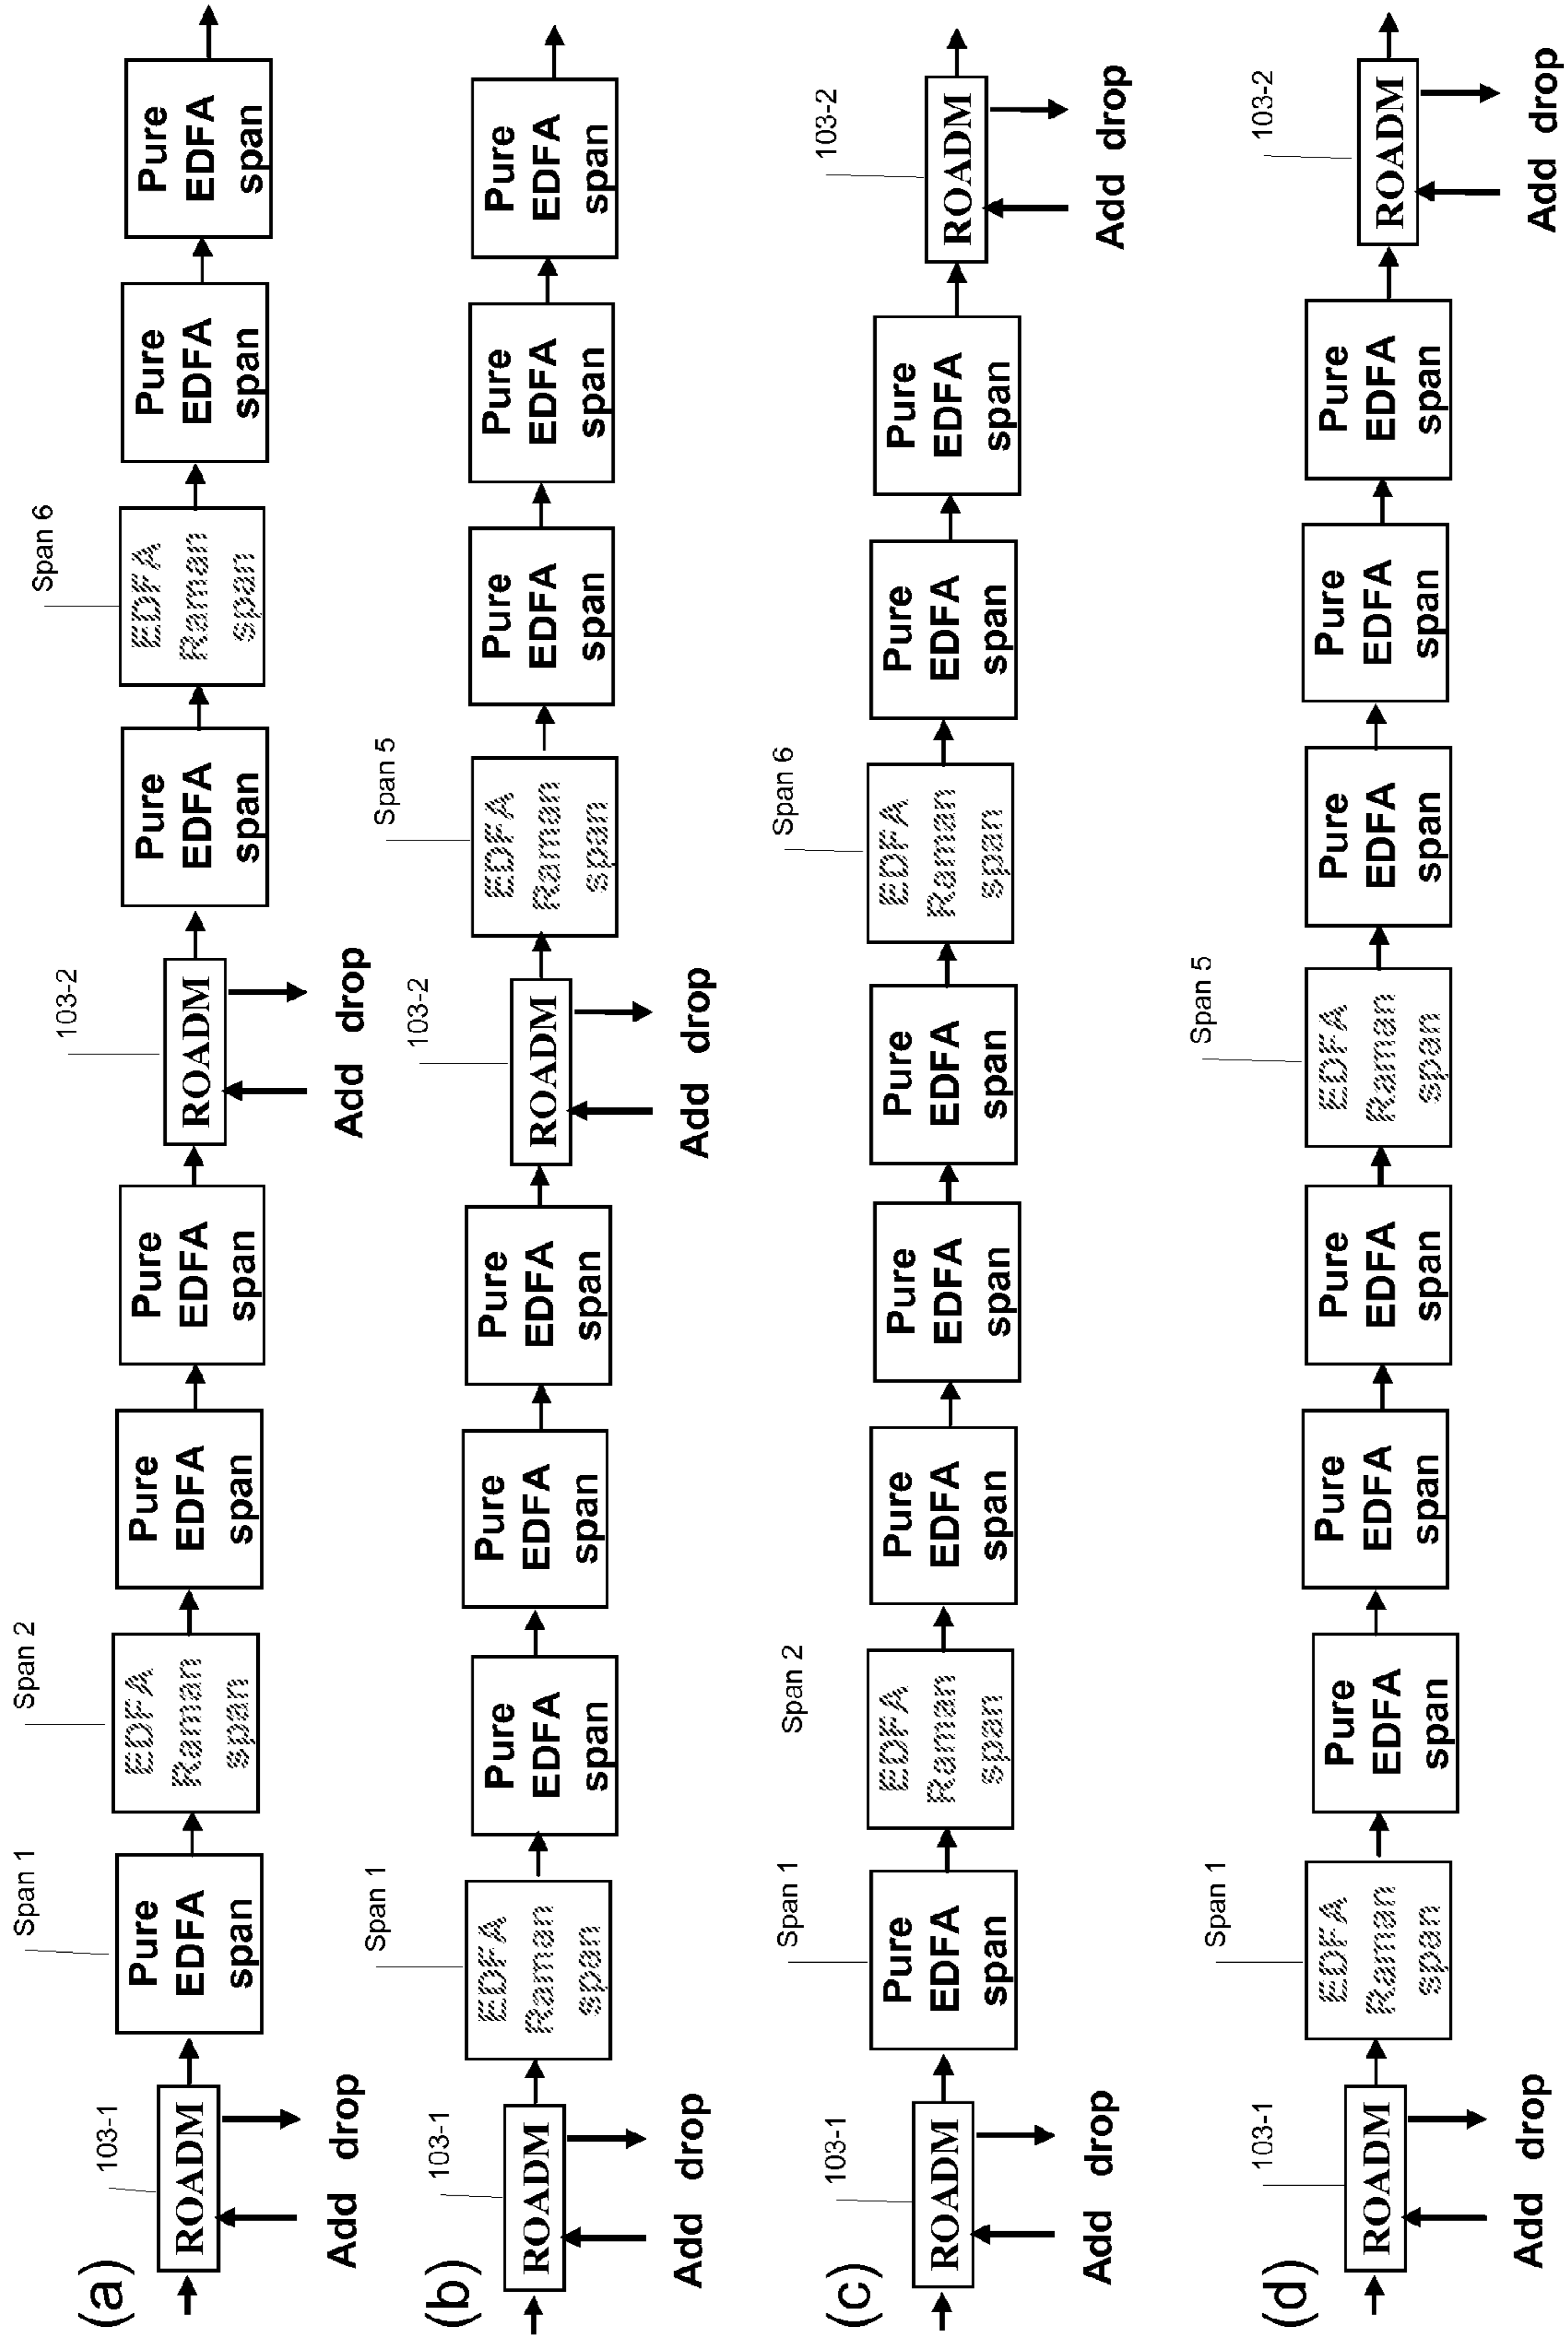 (a)
103-1
ROADM
Add drop
Span 1
Pure
EDFA
span
Span 2
EDFA
Raman
span
Pure
EDFA
span
Pure
EDFA
span
103-2
ROADM
Add drop
Pure
EDFA
span
Span 6
EDFA
Raman
span
Pure
EDFA
span
Pure
EDFA
span
(b)
103-1
ROADM
Add drop
Span 1
EDFA
Raman
span
Pure
EDFA
span
Pure
EDFA
span
Pure
EDFA
span
103-2
ROADM
Add drop
Span 5
EDFA
Raman
span
Pure
EDFA
span
Pure
EDFA
span
Pure
EDFA
span
(c)
103-1
ROADM
Add drop
Span 1
Pure
EDFA
span
Span 2
EDFA
Raman
span
Pure
EDFA
span
Pure
EDFA
span
Pure
EDFA
span
Span 6
EDFA
Raman
span
Pure
EDFA
span
Pure
EDFA
span
103-2
ROADM
Add drop
(d)
103-1
ROADM
Add drop
Span 1
EDFA
Raman
span
Pure
EDFA
span
Pure
EDFA
span
Pure
EDFA
span
Span 5
EDFA
Raman
span
Pure
EDFA
span
Pure
EDFA
span
Pure
EDFA
span
103-2
ROADM
Add drop